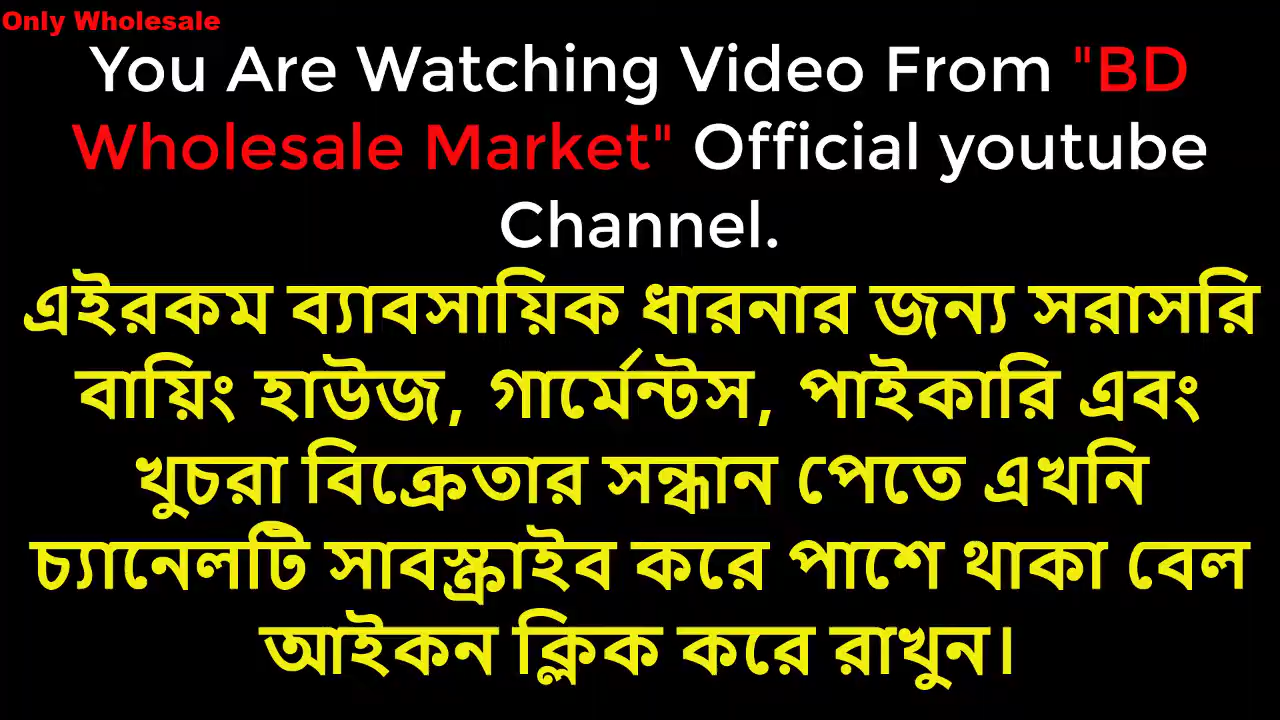 Only Wholesale
You Are Watching Video From "BD
Wholesale Market" Official youtube
Channel.
এইরকম ব্যাবসায়িক ধারনার জন্য সরাসরি
বায়িং হাউজ, গার্মেন্টস, পাইকারি এবং
খুচরা বিক্রেতার সন্ধান পেতে এখনি
চ্যানেলটি সাবস্ক্রাইব করে পাশে থাকা বেল
আইকন ক্লিক করে রাখুন।